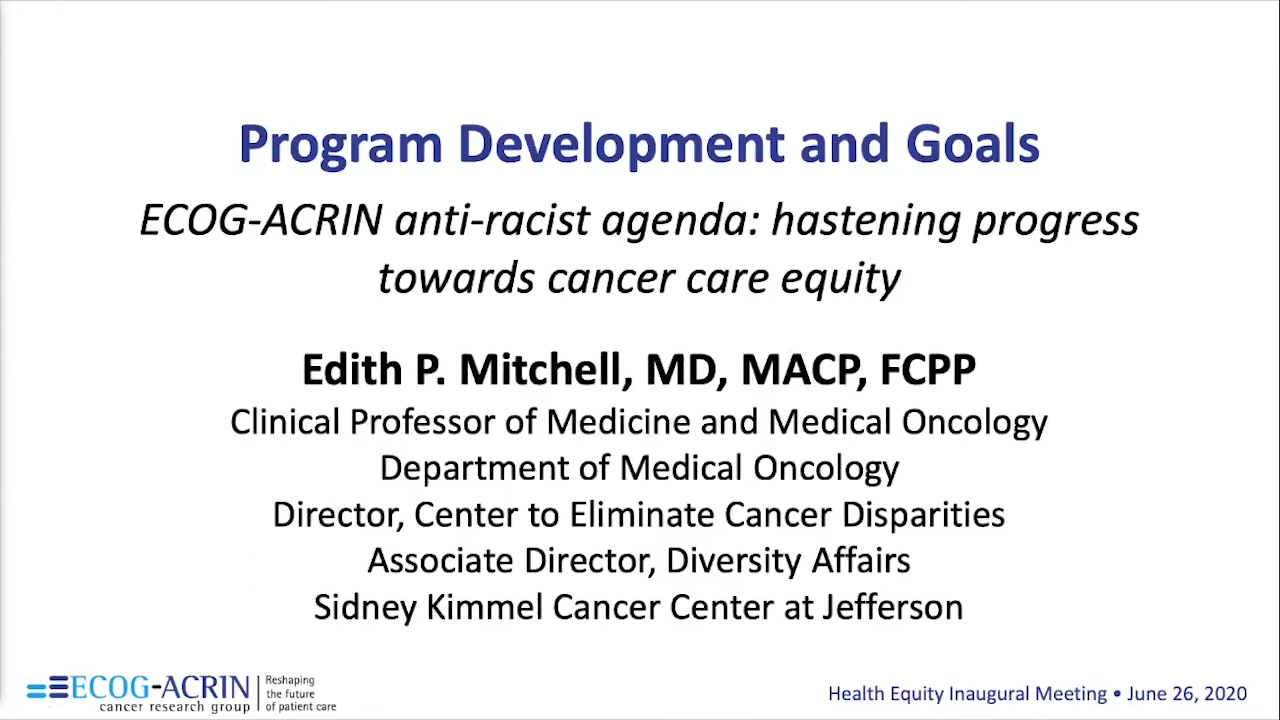 Program Development and Goals
ECOG-ACRIN anti-racist agenda: hastening progress
towards cancer care equity
Edith P. Mitchell, MD, MACP, FCPP
Clinical Professor of Medicine and Medical Oncology
Department of Medical Oncology
Director, Center to Eliminate Cancer Disparities
Associate Director, Diversity Affairs
Sidney Kimmel Cancer Center at Jefferson
ECOG-ACRIN
cancer research group
Reshaping
the future
of patient care
Health Equity Inaugural Meeting • June 26, 2020